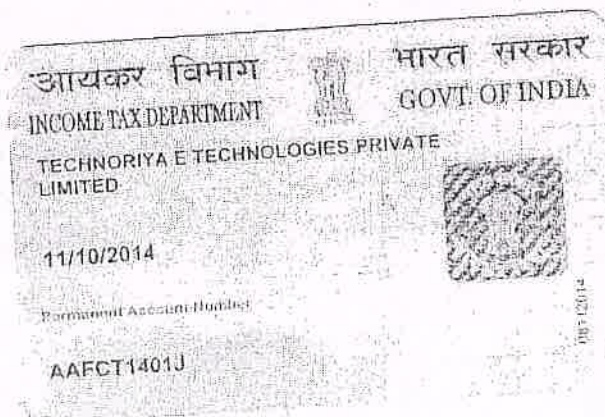 आयकर विभाग
INCOME TAX DEPARTMENT
भारत सरकार
GOVT. OF INDIA
TECHNORIYA E TECHNOLOGIES PRIVATE
LIMITED
11/10/2014
Permanent Account Number
AAFCT1401J